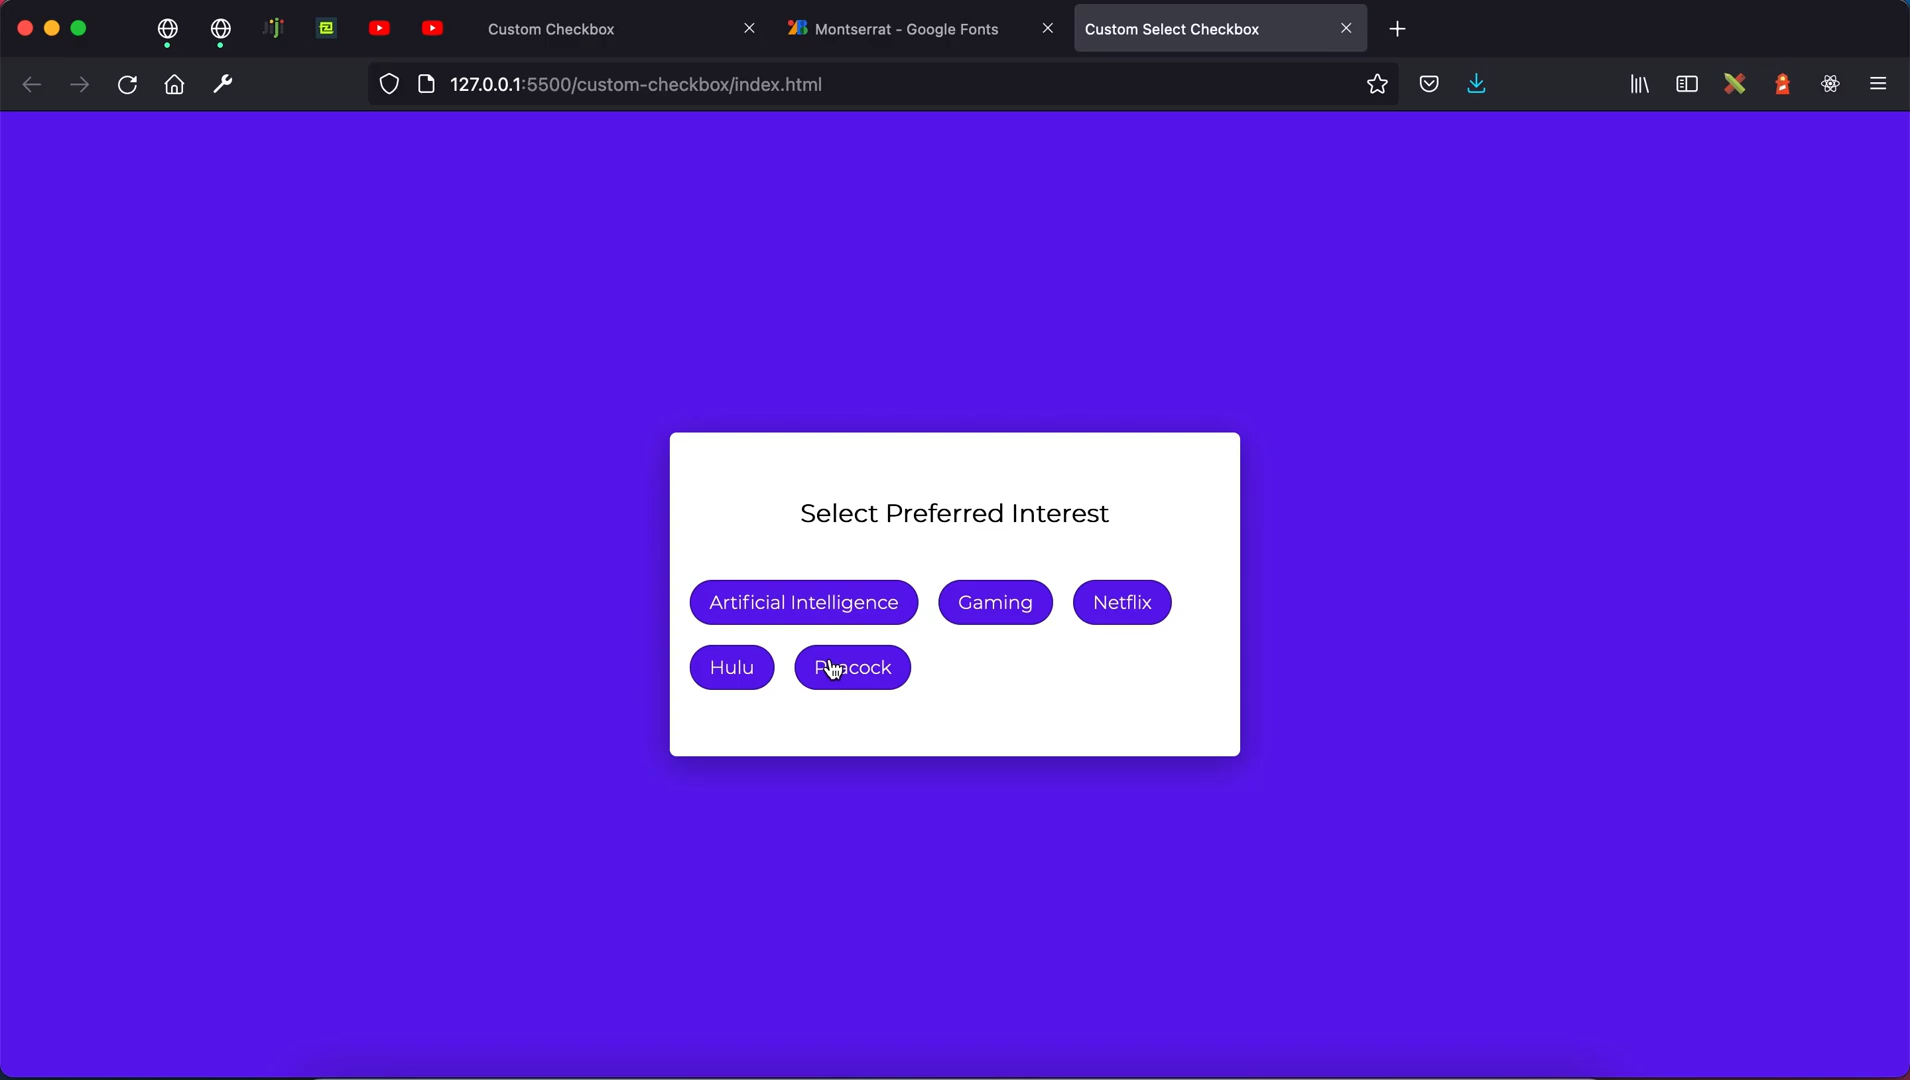 Custom Checkbox
Montserrat - Google Fonts
Custom Select Checkbox
127.0.0.1:5500/custom-checkbox/index.html
Select Preferred Interest
Artificial Intelligence
Gaming
Netflix
Hulu
Peacock